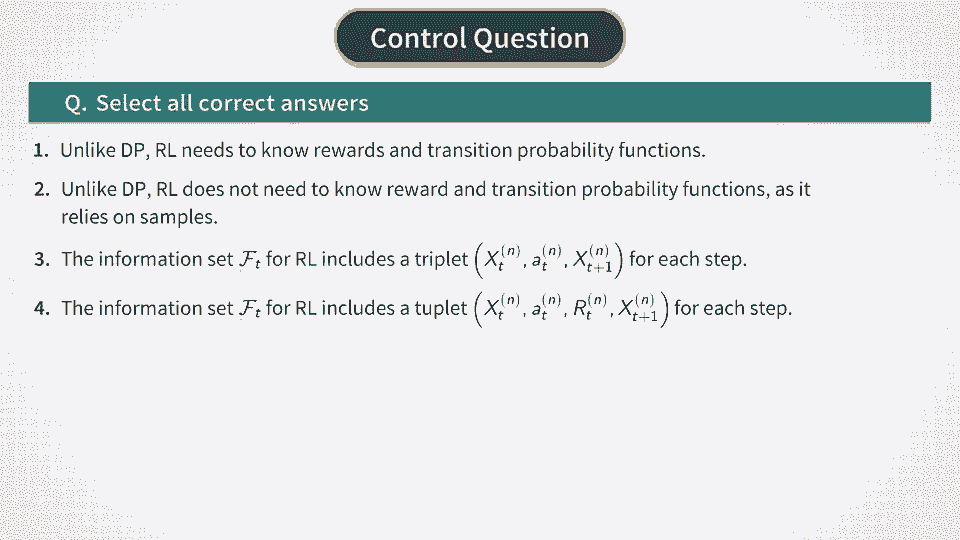 Control Question
Q. Select all correct answers
1. Unlike DP, RL needs to know rewards and transition probability functions.
2. Unlike DP, RL does not need to know reward and transition probability functions, as it
relies on samples.
3. The information set $\mathcal{F}_t$ for RL includes a triplet $\left(X_t^{(n)}, a_t^{(n)}, X_{t+1}^{(n)}\right)$ for each step.
4. The information set $\mathcal{F}_t$ for RL includes a tuplet $\left(X_t^{(n)}, a_t^{(n)}, R_t^{(n)}, X_{t+1}^{(n)}\right)$ for each step.